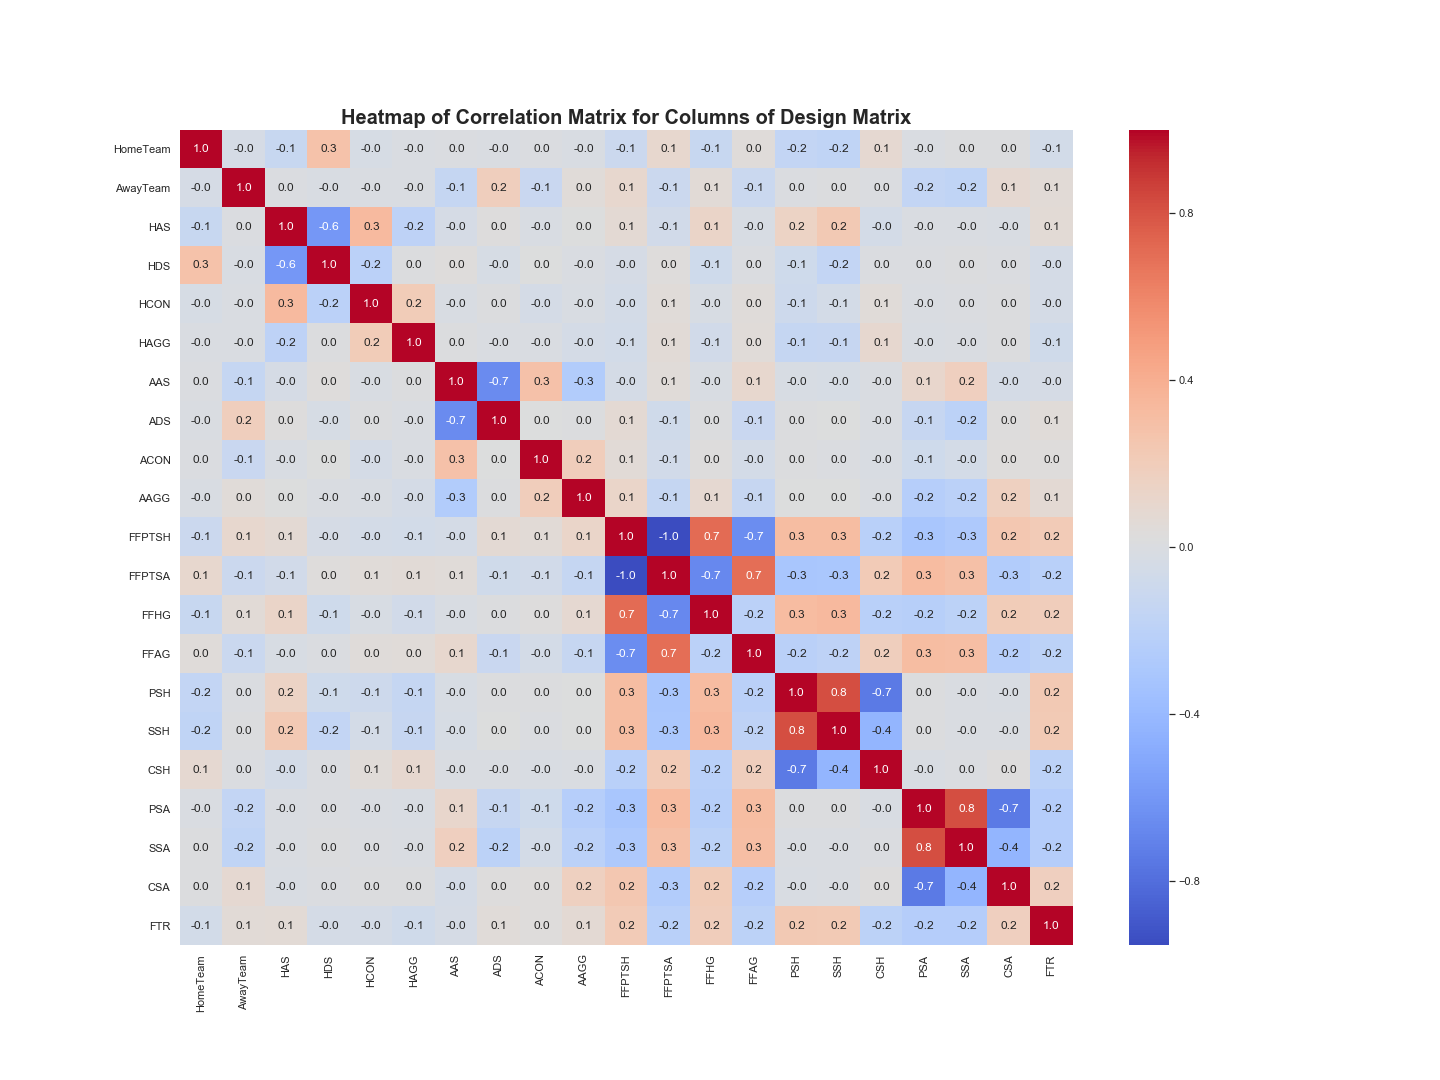 Heatmap of Correlation Matrix for Columns of Design Matrix
HomeTeam 1.0 -0.0 -0.1 0.3 -0.0 -0.0 0.0 -0.0 0.0 -0.0 -0.1 0.1 -0.1 0.0 -0.2 -0.2 0.1 -0.0 0.0 0.0 -0.1
AwayTeam -0.0 1.0 0.0 -0.0 -0.0 -0.0 -0.1 0.2 -0.1 0.0 0.1 -0.1 0.1 -0.1 0.0 0.0 0.0 -0.2 -0.2 0.1 0.1
HAS -0.1 0.0 1.0 -0.6 0.3 -0.2 -0.0 0.0 -0.0 0.0 0.1 -0.1 0.1 -0.0 0.2 0.2 -0.0 -0.0 -0.0 -0.0 0.1
0.8
HDS 0.3 -0.0 -0.6 1.0 -0.2 0.0 0.0 -0.0 0.0 -0.0 -0.0 0.0 -0.1 0.0 -0.1 -0.2 0.0 0.0 0.0 0.0 -0.0
HCON -0.0 -0.0 0.3 -0.2 1.0 0.2 -0.0 0.0 -0.0 -0.0 -0.0 0.1 -0.0 0.0 -0.1 -0.1 0.1 -0.0 0.0 0.0 -0.0
HAGG -0.0 -0.0 -0.2 0.0 0.2 1.0 0.0 -0.0 -0.0 -0.0 -0.1 0.1 -0.1 0.0 -0.1 -0.1 0.1 -0.0 -0.0 0.0 -0.1
AAS 0.0 -0.1 -0.0 0.0 -0.0 0.0 1.0 -0.7 0.3 -0.3 -0.0 0.1 -0.0 0.1 -0.0 -0.0 -0.0 0.1 0.2 -0.0 -0.0
0.4
ADS -0.0 0.2 0.0 -0.0 0.0 -0.0 -0.7 1.0 0.0 0.0 0.1 -0.1 0.0 -0.1 0.0 0.0 -0.0 -0.1 -0.2 0.0 0.1
ACON 0.0 -0.1 -0.0 0.0 -0.0 -0.0 0.3 0.0 1.0 0.2 0.1 -0.1 0.0 -0.0 0.0 0.0 -0.0 -0.1 -0.0 0.0 0.0
AAGG -0.0 0.0 0.0 -0.0 -0.0 -0.0 -0.3 0.0 0.2 1.0 0.1 -0.1 0.1 -0.1 0.0 0.0 -0.0 -0.2 -0.2 0.2 0.1
FFPTSH -0.1 0.1 0.1 -0.0 -0.0 -0.1 -0.0 0.1 0.1 0.1 1.0 -1.0 0.7 -0.7 0.3 0.3 -0.2 -0.3 -0.3 0.2 0.2
0.0
FFPTSA 0.1 -0.1 -0.1 0.0 0.1 0.1 0.1 -0.1 -0.1 -0.1 -1.0 1.0 -0.7 0.7 -0.3 -0.3 0.2 0.3 0.3 -0.3 -0.2
FFHG -0.1 0.1 0.1 -0.1 -0.0 -0.1 -0.0 0.0 0.0 0.1 0.7 -0.7 1.0 -0.2 0.3 0.3 -0.2 -0.2 -0.2 0.2 0.2
FFAG 0.0 -0.1 -0.0 0.0 0.0 0.0 0.1 -0.1 -0.0 -0.1 -0.7 0.7 -0.2 1.0 -0.2 -0.2 0.2 0.3 0.3 -0.2 -0.2
PSH -0.2 0.0 0.2 -0.1 -0.1 -0.1 -0.0 0.0 0.0 0.0 0.3 -0.3 0.3 -0.2 1.0 0.8 -0.7 0.0 -0.0 -0.0 0.2
−0.4
SSH -0.2 0.0 0.2 -0.2 -0.1 -0.1 -0.0 0.0 0.0 0.0 0.3 -0.3 0.3 -0.2 0.8 1.0 -0.4 0.0 -0.0 -0.0 0.2
CSH 0.1 0.0 -0.0 0.0 0.1 0.1 -0.0 -0.0 -0.0 -0.0 -0.2 0.2 -0.2 0.2 -0.7 -0.4 1.0 -0.0 0.0 0.0 -0.2
PSA -0.0 -0.2 -0.0 0.0 -0.0 -0.0 0.1 -0.1 -0.1 -0.2 -0.3 0.3 -0.2 0.3 0.0 0.0 -0.0 1.0 0.8 -0.7 -0.2
SSA 0.0 -0.2 -0.0 0.0 0.0 -0.0 0.2 -0.2 -0.0 -0.2 -0.3 0.3 -0.2 0.3 -0.0 -0.0 0.0 0.8 1.0 -0.4 -0.2
CSA 0.0 0.1 -0.0 0.0 0.0 0.0 -0.0 0.0 0.0 0.2 0.2 -0.3 0.2 -0.2 -0.0 -0.0 0.0 -0.7 -0.4 1.0 0.2
−0.8
FTR -0.1 0.1 0.1 -0.0 -0.0 -0.1 -0.0 0.1 0.0 0.1 0.2 -0.2 0.2 -0.2 0.2 0.2 -0.2 -0.2 -0.2 0.2 1.0
HomeTeam AwayTeam HAS HDS HCON HAGG AAS ADS ACON AAGG FFPTSH FFPTSA FFHG FFAG PSH SSH CSH PSA SSA CSA FTR